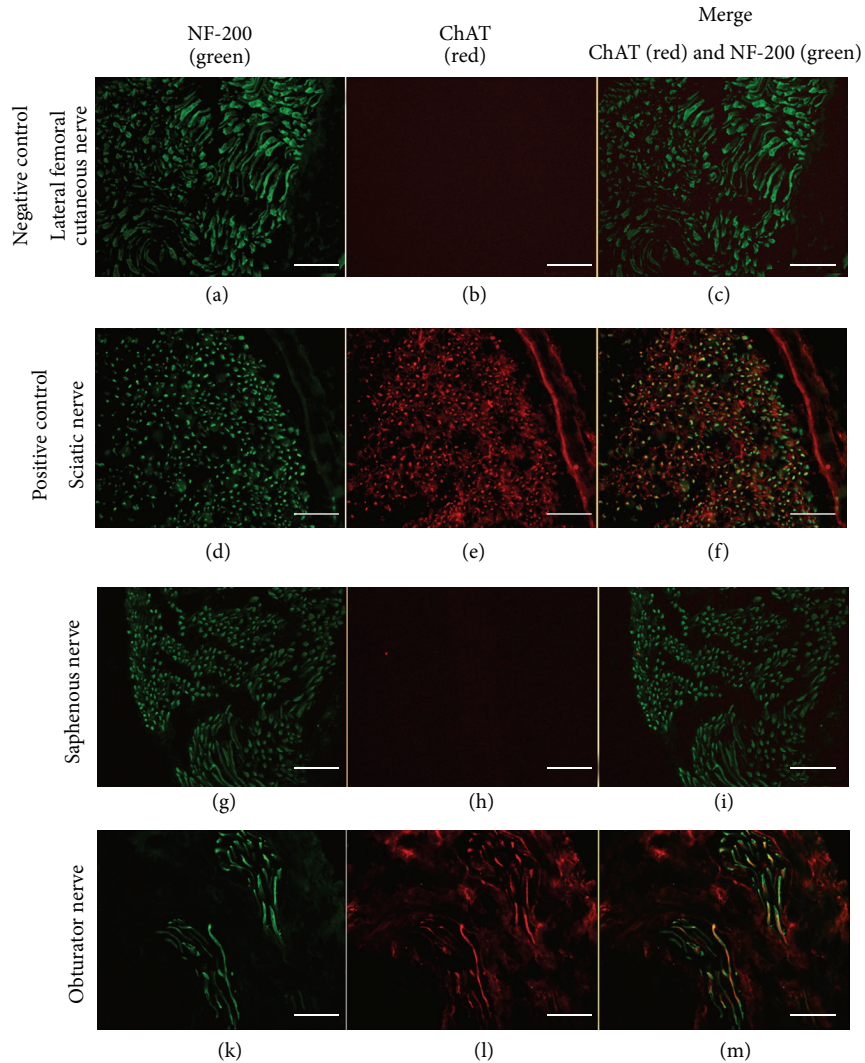 NF-200
(green)
ChAT
(red)
Merge
ChAT (red) and NF-200 (green)
Negative control
Lateral femoral
cutaneous nerve
(a)
(b)
(c)
Positive control
Sciatic nerve
(d)
(e)
(f)
Saphenous nerve
(g)
(h)
(i)
Obturator nerve
(k)
(l)
(m)